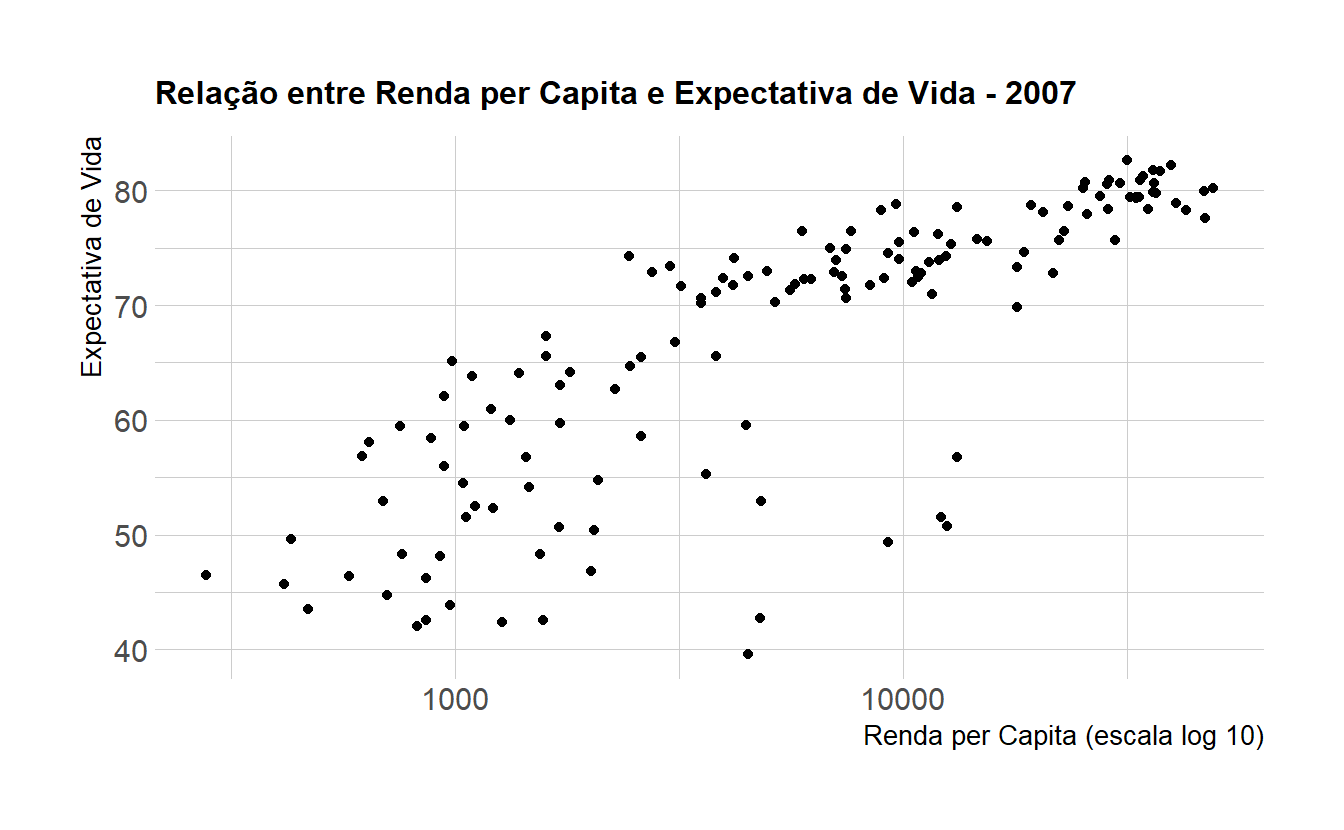 Relação entre Renda per Capita e Expectativa de Vida - 2007
Expectativa de Vida
80
70
60
50
40
1000
10000
Renda per Capita (escala log 10)